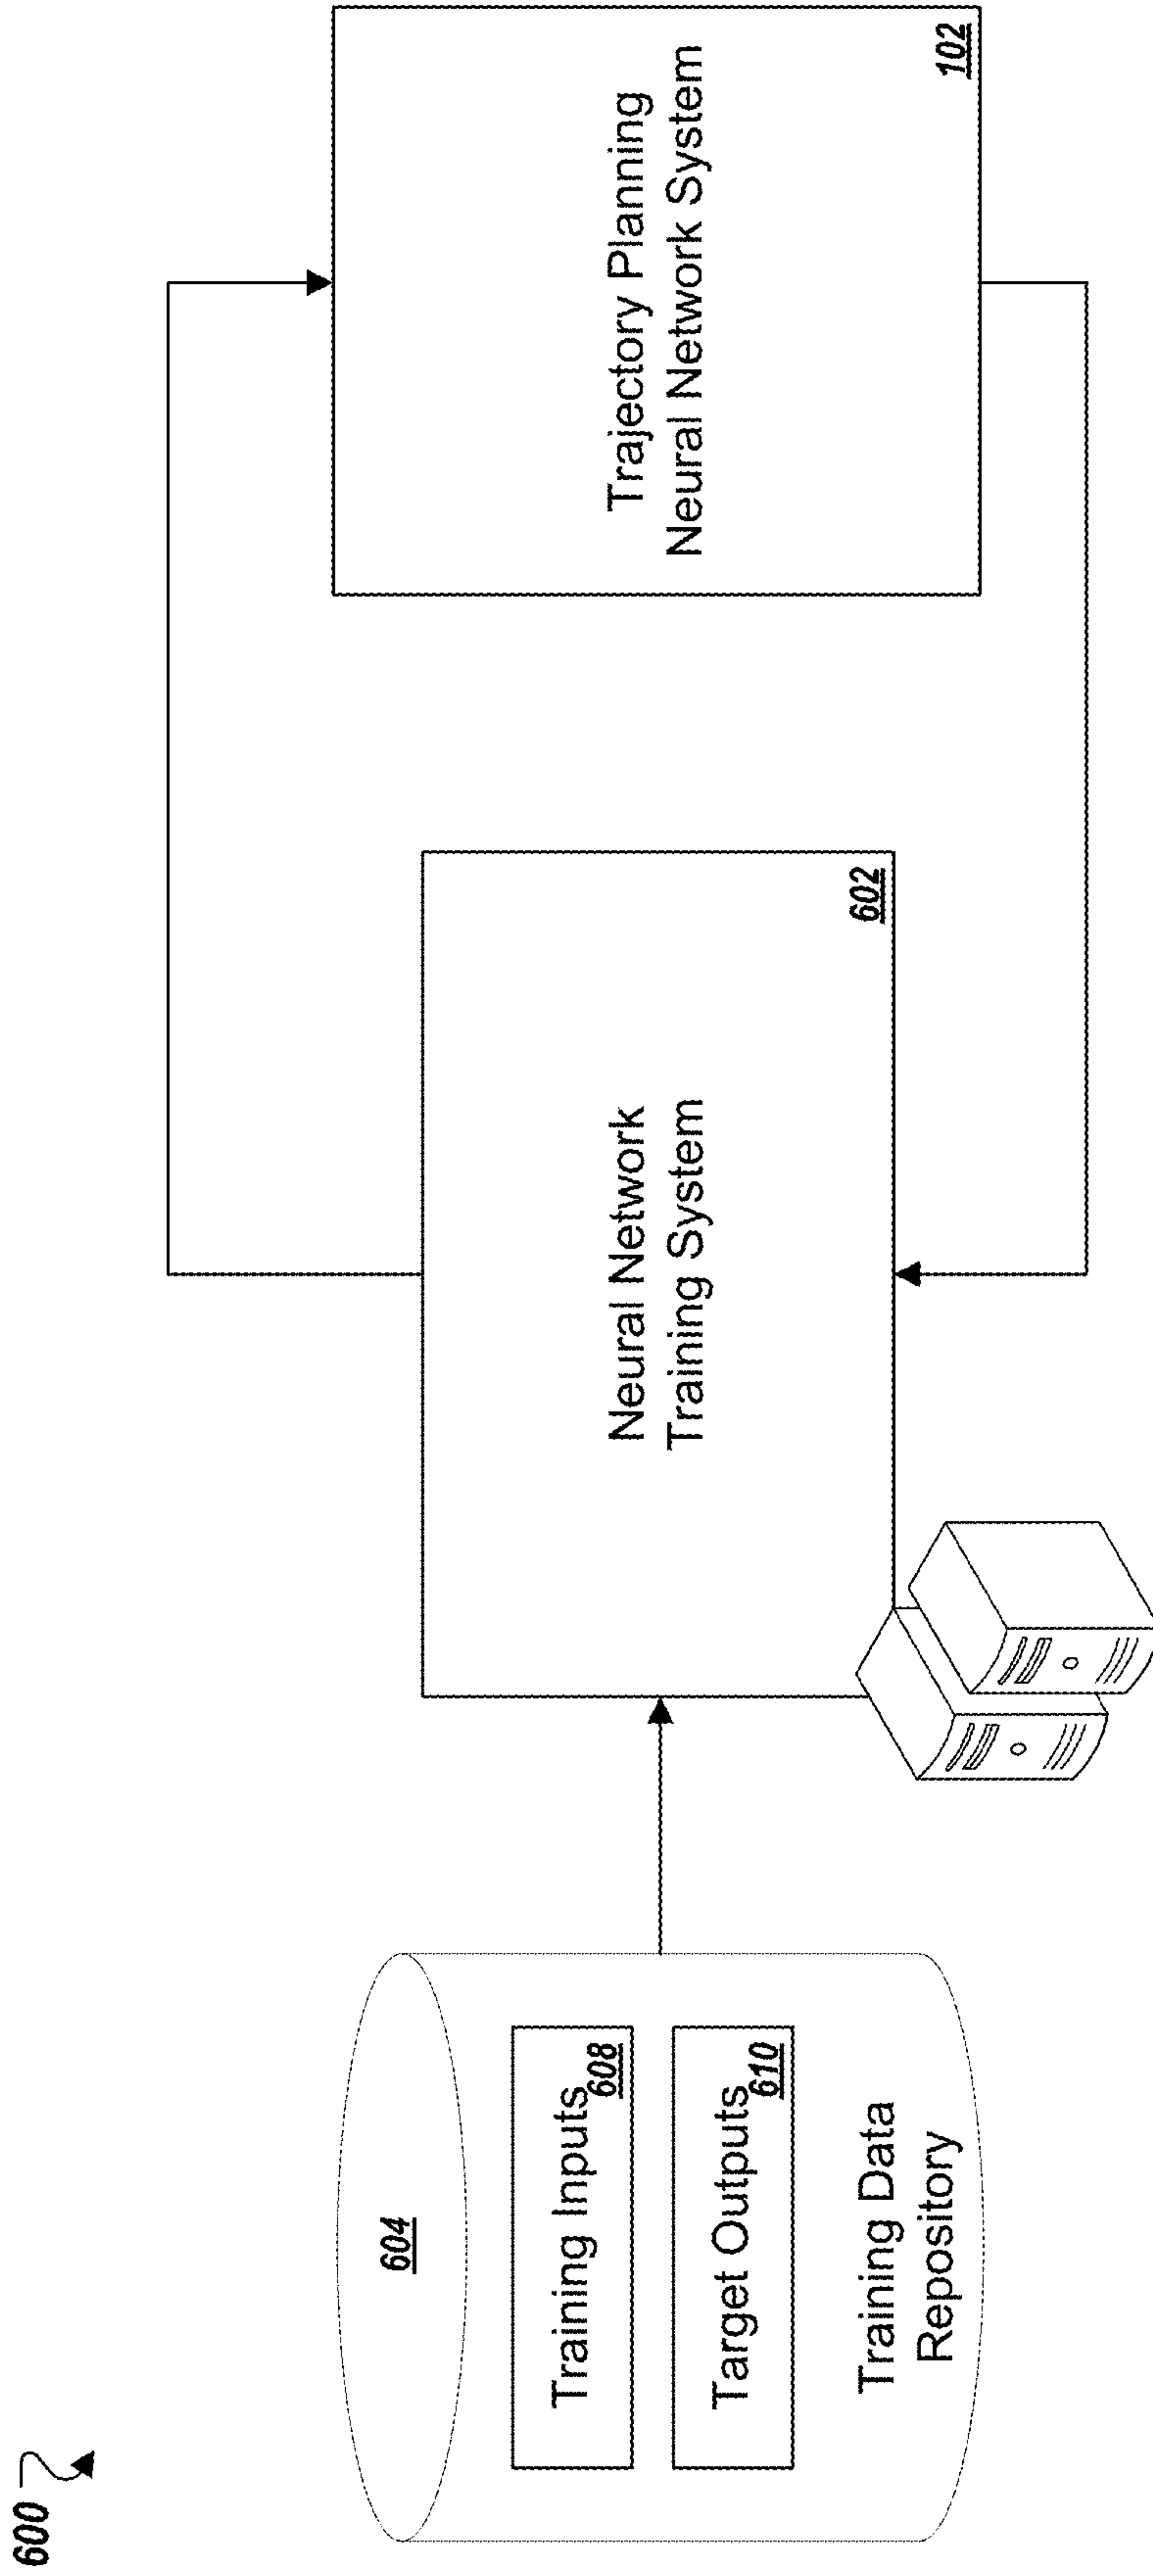 600
604
Training Inputs
608
Target Outputs
610
Training Data
Repository
Neural Network
Training System
602
Trajectory Planning
Neural Network System
102